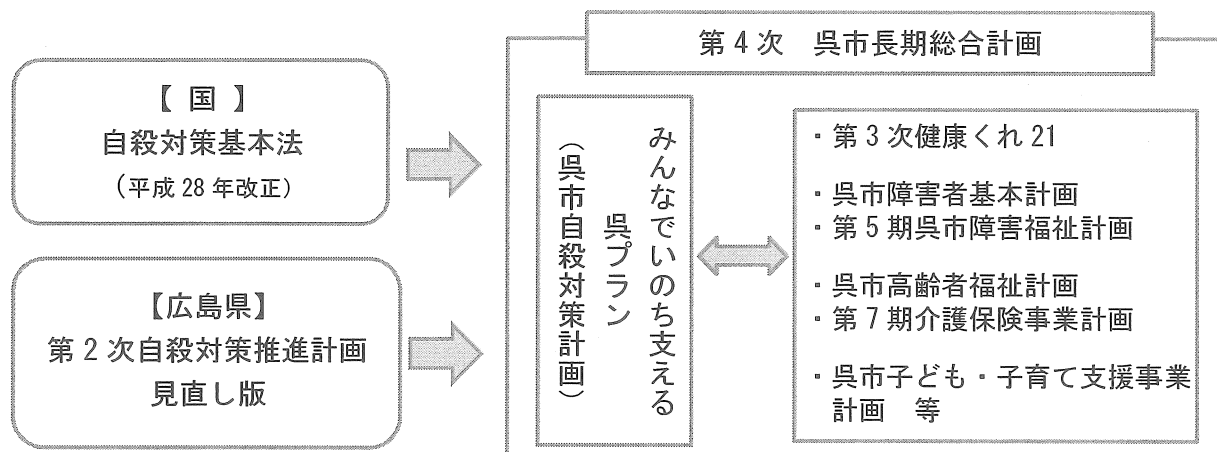 【 国 】
自殺対策基本法
（平成 28 年改正）
【広島県】
第 2 次自殺対策推進計画
見直し版
第 4 次　呉市長期総合計画
みんなでいのち支える
呉プラン
（呉市自殺対策計画）
・第 3 次健康くれ 21
・呉市障害者基本計画
・第 5 期呉市障害福祉計画
・呉市高齢者福祉計画
・第 7 期介護保険事業計画
・呉市子ども・子育て支援事業
計画　等